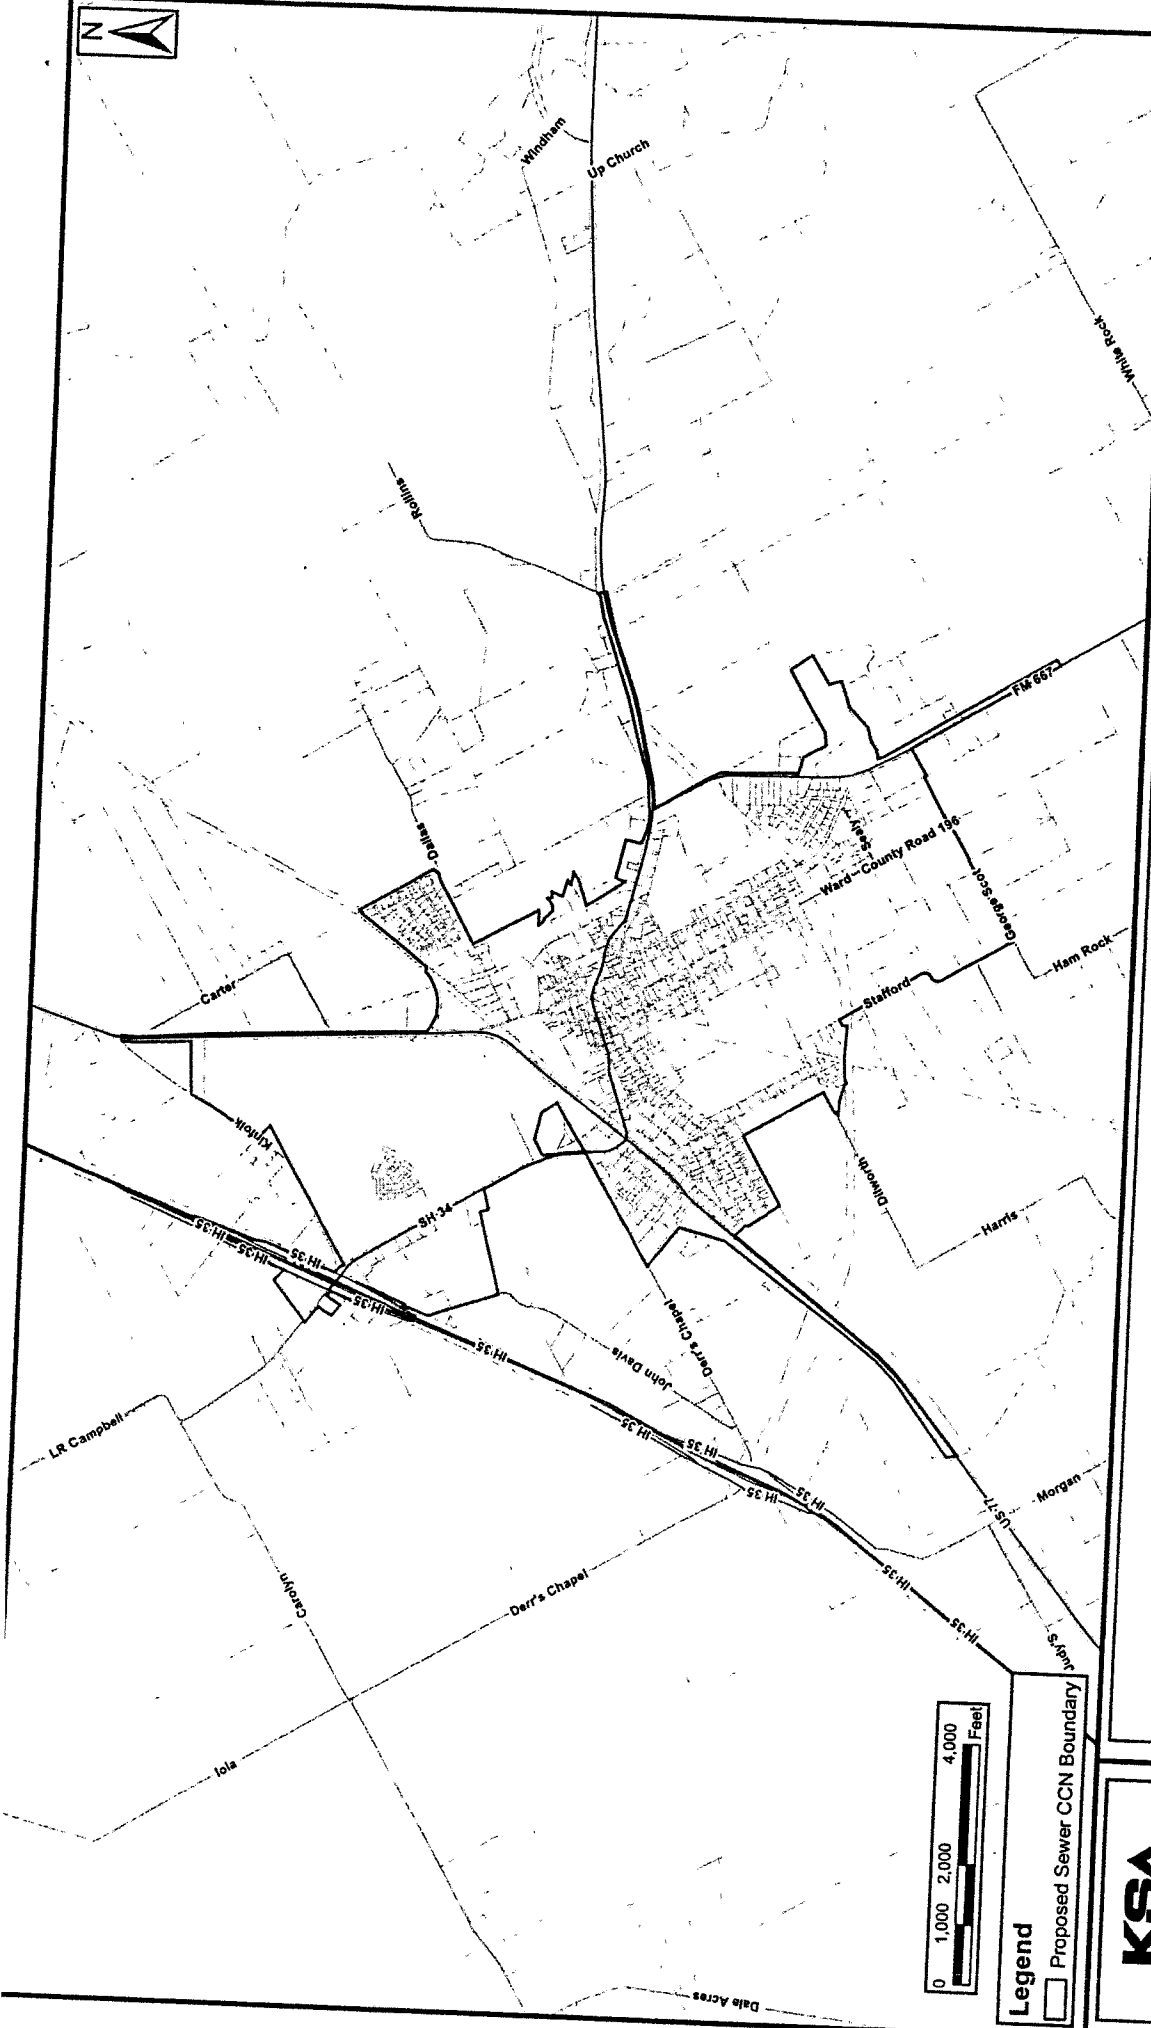 N
Windham
Up Church
White Rock
Rollins
FM 667
Dallas
Sealy
Ward County Road 196
George Scot
Ham Rock
Stafford
Carter
Kinfolk
SH 34
Dilworth
Harris
IH 35
IH 35
IH 35
IH 35
IH 35
John Davis
Derr's Chapel
IH 35
IH 35
IH 35
IH 35
LR Campbell
Carolyn
Derr's Chapel
Iola
Morgan
US 77
IH 35
IH 35
Judy'S
Dale Acres
0 1,000 2,000 4,000
Feet
Legend
Proposed Sewer CCN Boundary
KSA